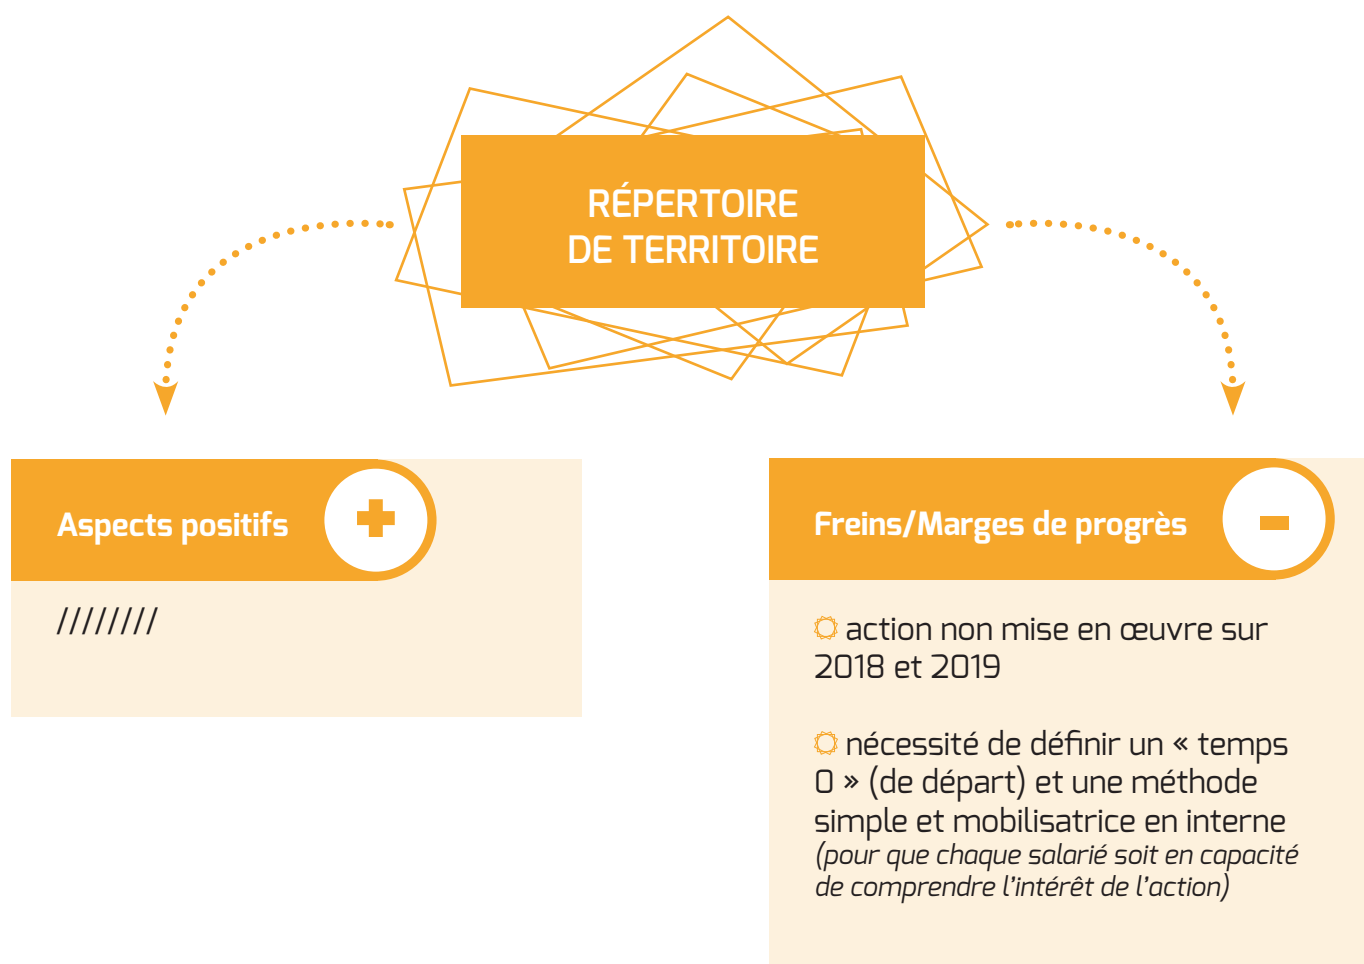 RÉPERTOIRE
DE TERRITOIRE
Aspects positifs
////////
Freins/Marges de progrès
action non mise en œuvre sur
2018 et 2019
nécessité de définir un « temps
0 » (de départ) et une méthode
simple et mobilisatrice en interne
(pour que chaque salarié soit en capacité
de comprendre l'intérêt de l'action)